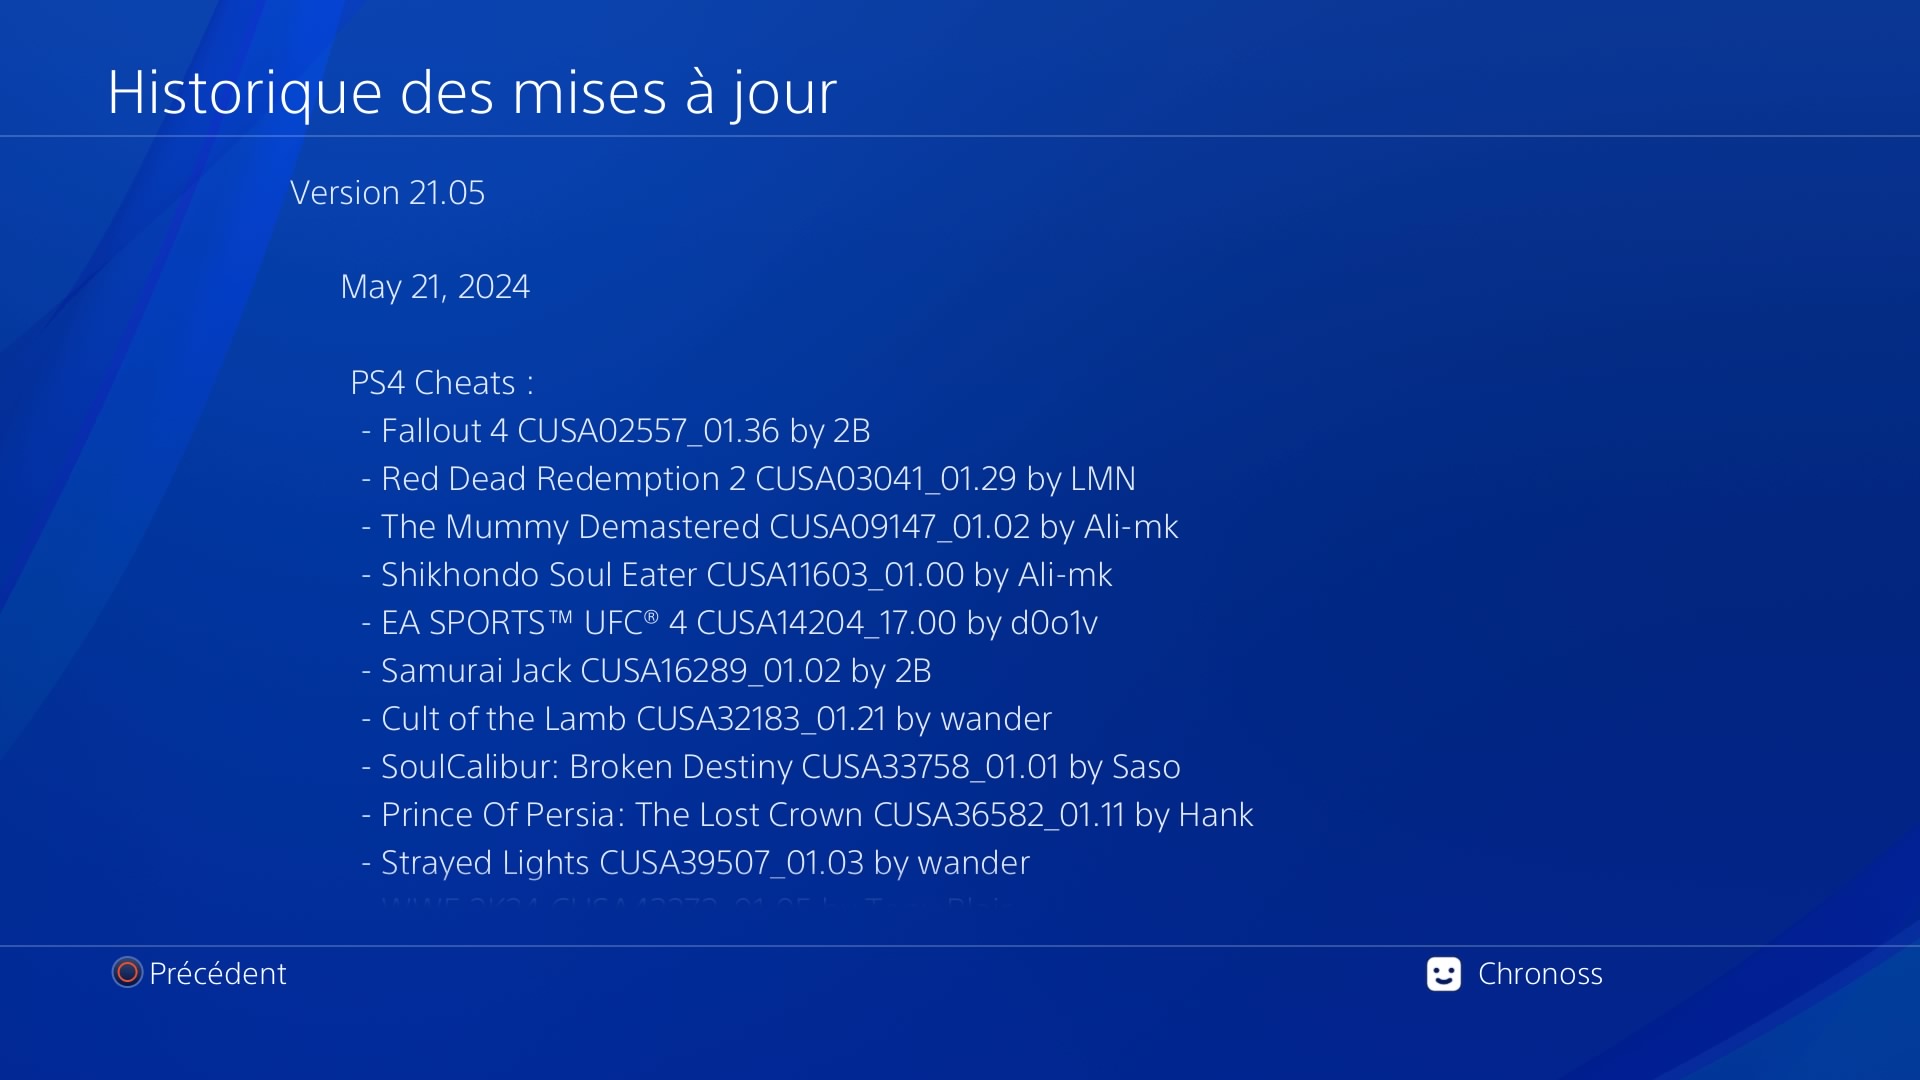 Historique des mises à jour
Version 21.05
May 21, 2024
PS4 Cheats :
- Fallout 4 CUSA02557_01.36 by 2B
- Red Dead Redemption 2 CUSA03041_01.29 by LMN
- The Mummy Demastered CUSA09147_01.02 by Ali-mk
- Shikhondo Soul Eater CUSA11603_01.00 by Ali-mk
- EA SPORTS™ UFC® 4 CUSA14204_17.00 by d0o1v
- Samurai Jack CUSA16289_01.02 by 2B
- Cult of the Lamb CUSA32183_01.21 by wander
- SoulCalibur: Broken Destiny CUSA33758_01.01 by Saso
- Prince Of Persia: The Lost Crown CUSA36582_01.11 by Hank
- Strayed Lights CUSA39507_01.03 by wander
Précédent
Chronoss